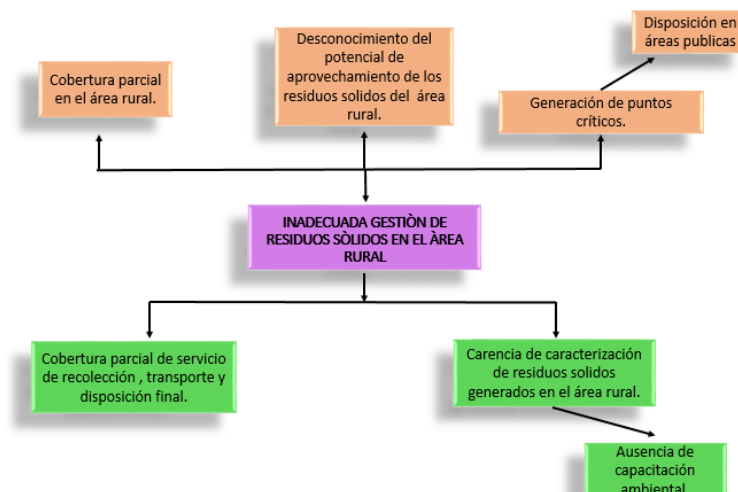 Disposición en
áreas publicas
Desconocimiento del
potencial de
aprovechamiento de los
residuos solidos del área
rural.
Cobertura parcial
en el área rural.
Generación de puntos
críticos.
INADECUADA GESTIÒN DE
RESIDUOS SÒLIDOS EN EL ÀREA
RURAL
Cobertura parcial de servicio
de recolección , transporte y
disposición final.
Carencia de caracterización
de residuos solidos
generados en el área rural.
Ausencia de
capacitación
ambiental